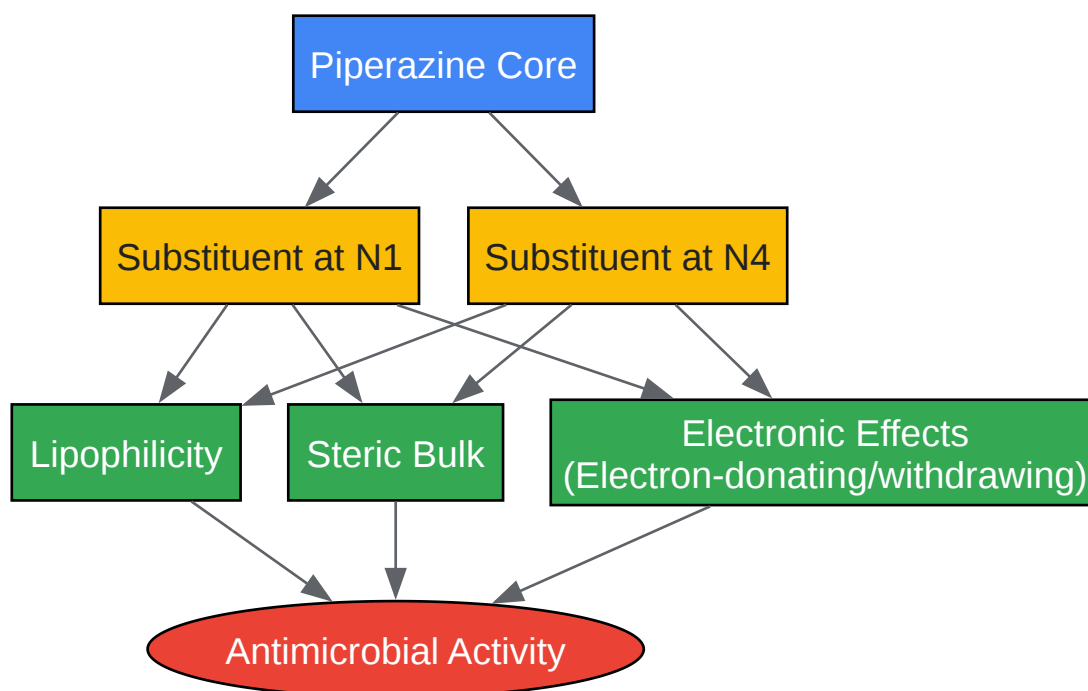 Piperazine Core
Substituent at N1
Substituent at N4
Lipophilicity
Steric Bulk
Electronic Effects
(Electron-donating/withdrawing)
Antimicrobial Activity